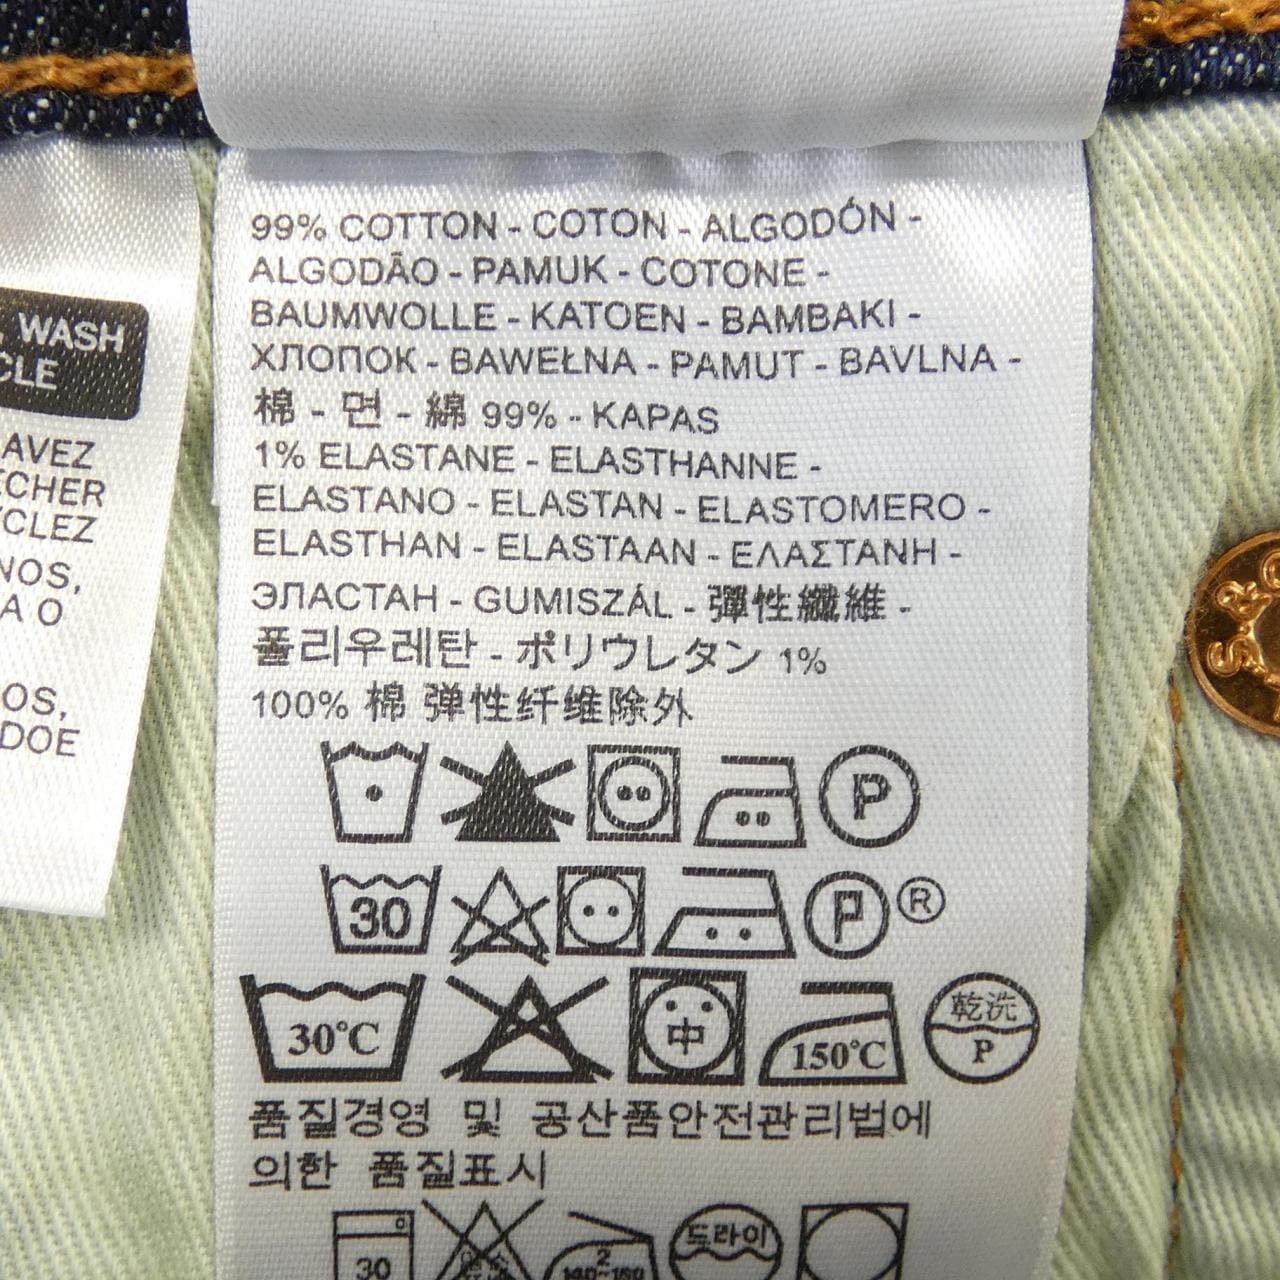 WASH
CLE
AVEZ
ECHER
YCLEZ
NOS,
A O
OS,
DOE
99% COTTON - COTON - ALGODÓN -
ALGODÃO - PAMUK - COTONE -
BAUMWOLLE - KATOEN - BAMBAKI -
ХЛОПОК - BAWEŁNA - PAMUT - BAVLNA -
棉 - 면 - 綿 99% - KAPAS
1% ELASTANE - ELASTHANNE -
ELASTANO - ELASTAN - ELASTOMERO -
ELASTHAN - ELASTAAN - ΕΛΑΣΤΑΝΗ -
ЭЛАСТАН - GUMISZÁL - 彈性纖維 -
폴리우레탄 - ポリウレタン 1%
100% 棉 弹性纤维除外
P
30 P ®
30℃ 中 150℃ 乾洗 P
품질경영 및 공산품안전관리법에
의한 품질표시
30 2 140~160 드라이